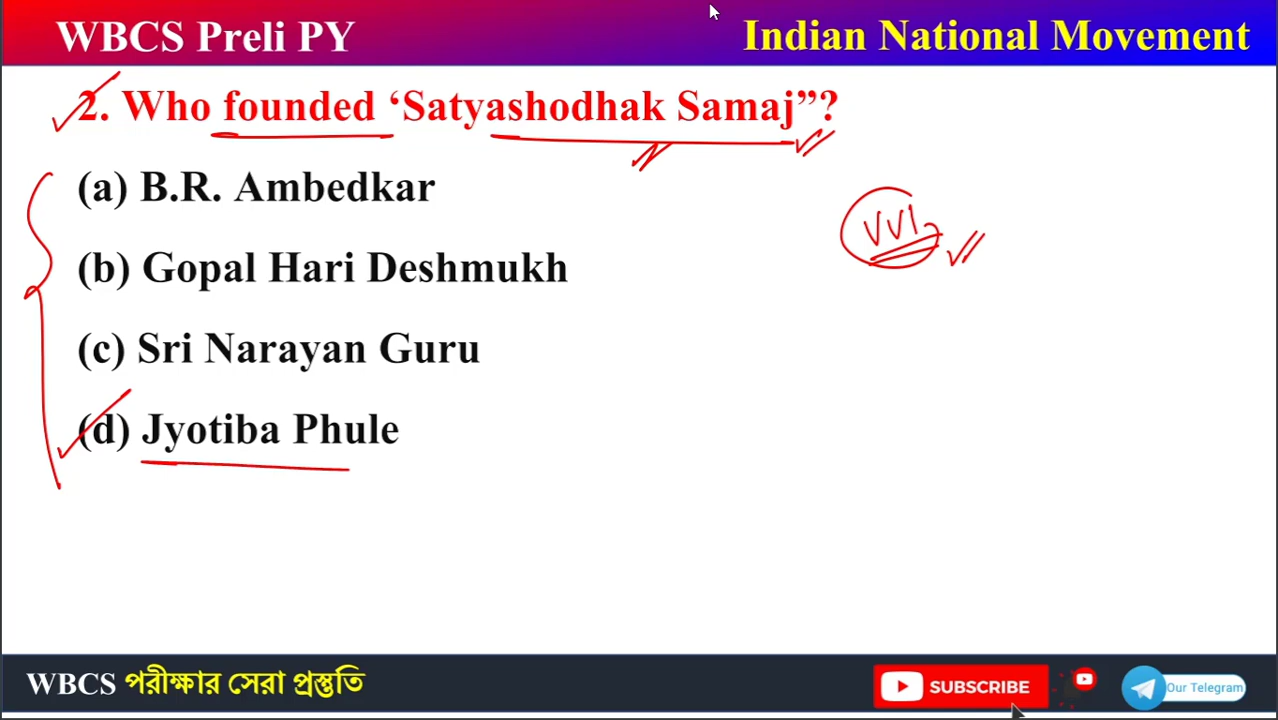 WBCS Preli PY
Indian National Movement
2. Who founded ‘Satyashodhak Samaj”?
(a) B.R. Ambedkar
VVI
(b) Gopal Hari Deshmukh
(c) Sri Narayan Guru
(d) Jyotiba Phule
WBCS পরীক্ষার সেরা প্রস্তুতি
SUBSCRIBE
Our Telegram